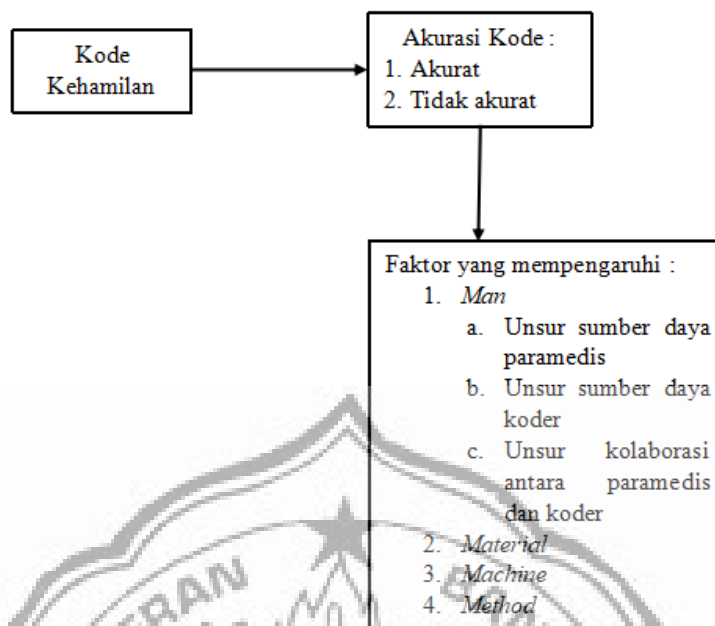 Kode
Kehamilan
Akurasi Kode :
1. Akurat
2. Tidak akurat
Faktor yang mempengaruhi :
1. Man
a. Unsur sumber daya
paramedis
b. Unsur sumber daya
koder
c. Unsur kolaborasi
antara paramedis
dan koder
2. Material
3. Machine
4. Method